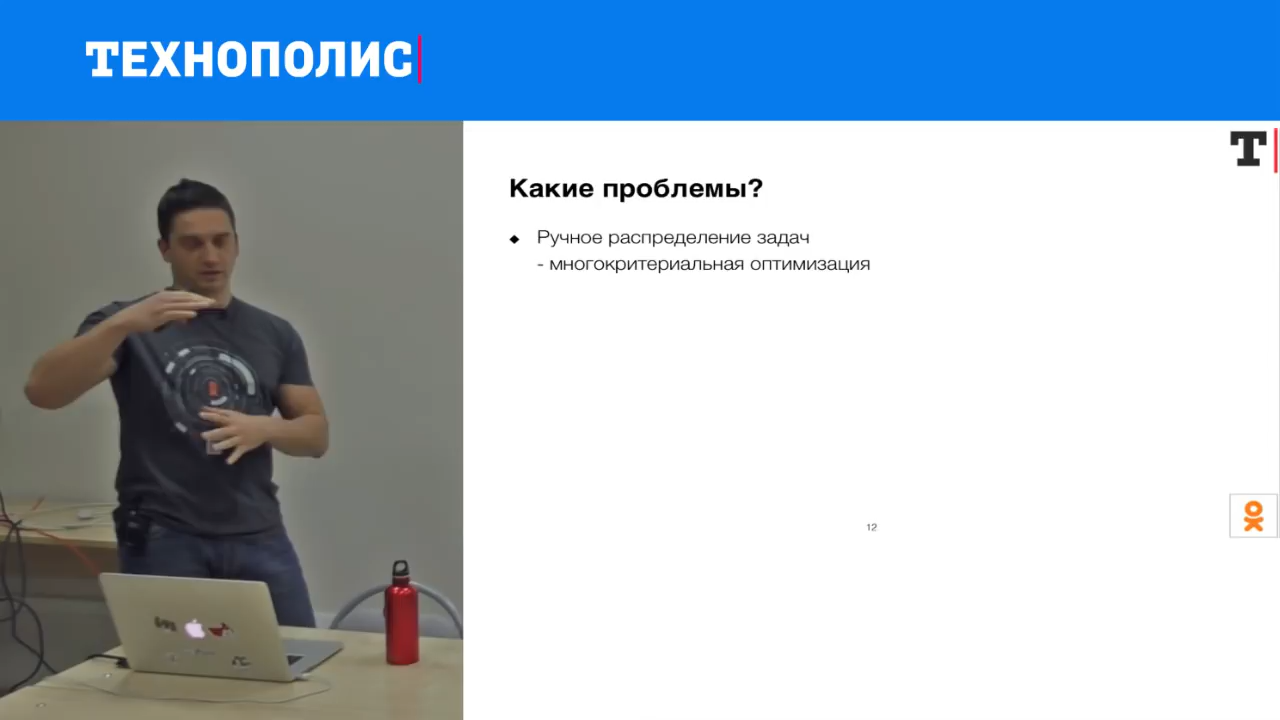 ТЕХНОПОЛИС
Т
Какие проблемы?
◆ Ручное распределение задач
- многокритериальная оптимизация
12